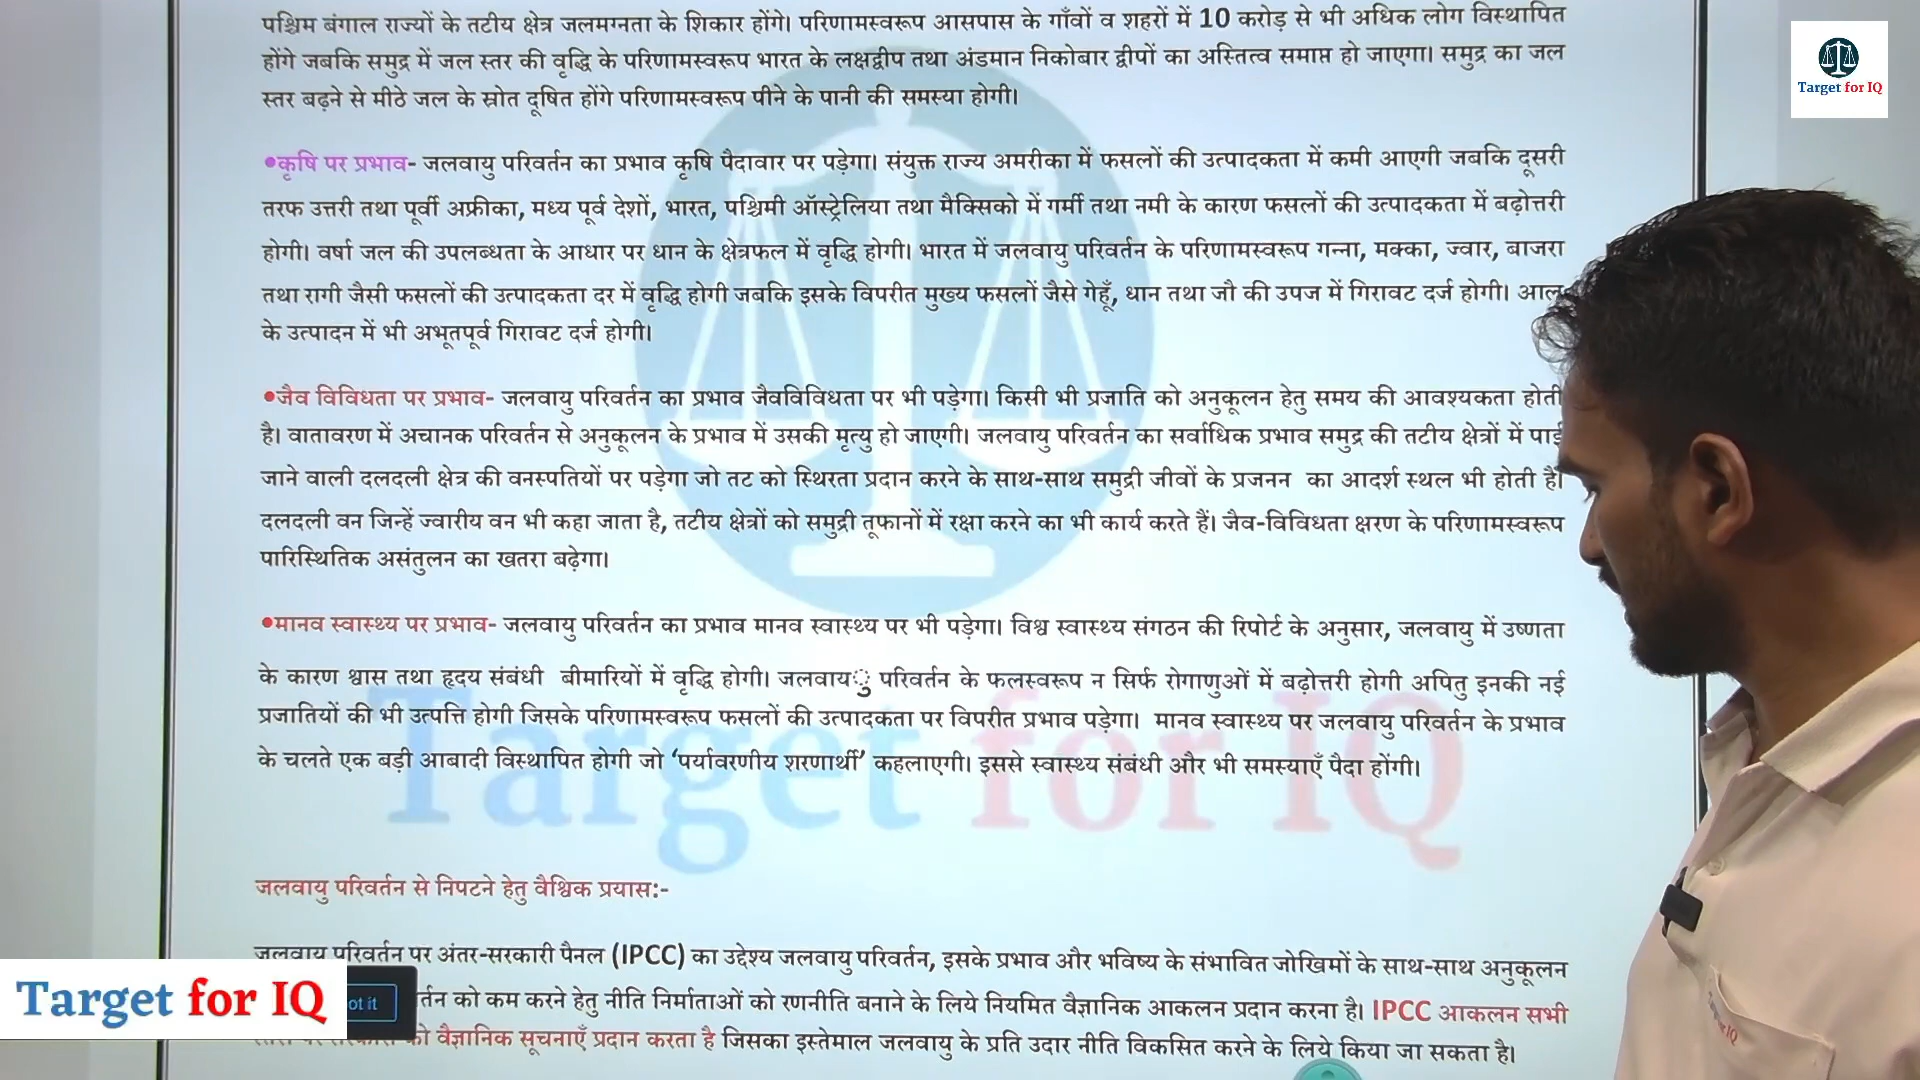 पश्चिम बंगाल राज्यों के तटीय क्षेत्र जलमग्नता के शिकार होंगे। परिणामस्वरूप आसपास के गाँवों व शहरों में 10 करोड़ से भी अधिक लोग विस्थापित
होंगे जबकि समुद्र में जल स्तर की वृद्धि के परिणामस्वरूप भारत के लक्षद्वीप तथा अंडमान निकोबार द्वीपों का अस्तित्व समाप्त हो जाएगा। समुद्र का जल
स्तर बढ़ने से मीठे जल के स्रोत दूषित होंगे परिणामस्वरूप पीने के पानी की समस्या होगी।
Target for IQ
•कृषि पर प्रभाव- जलवायु परिवर्तन का प्रभाव कृषि पैदावार पर पड़ेगा। संयुक्त राज्य अमरीका में फसलों की उत्पादकता में कमी आएगी जबकि दूसरी
तरफ उत्तरी तथा पूर्वी अफ्रीका, मध्य पूर्व देशों, भारत, पश्चिमी ऑस्ट्रेलिया तथा मैक्सिको में गर्मी तथा नमी के कारण फसलों की उत्पादकता में बढ़ोत्तरी
होगी। वर्षा जल की उपलब्धता के आधार पर धान के क्षेत्रफल में वृद्धि होगी। भारत में जलवायु परिवर्तन के परिणामस्वरूप गन्ना, मक्का, ज्वार, बाजरा
तथा रागी जैसी फसलों की उत्पादकता दर में वृद्धि होगी जबकि इसके विपरीत मुख्य फसलों जैसे गेहूँ, धान तथा जौ की उपज में गिरावट दर्ज होगी। आलू
के उत्पादन में भी अभूतपूर्व गिरावट दर्ज होगी।
•जैव विविधता पर प्रभाव- जलवायु परिवर्तन का प्रभाव जैवविविधता पर भी पड़ेगा। किसी भी प्रजाति को अनुकूलन हेतु समय की आवश्यकता होती
है। वातावरण में अचानक परिवर्तन से अनुकूलन के प्रभाव में उसकी मृत्यु हो जाएगी। जलवायु परिवर्तन का सर्वाधिक प्रभाव समुद्र की तटीय क्षेत्रों में पाई
जाने वाली दलदली क्षेत्र की वनस्पतियों पर पड़ेगा जो तट को स्थिरता प्रदान करने के साथ-साथ समुद्री जीवों के प्रजनन का आदर्श स्थल भी होती हैं।
दलदली वन जिन्हें ज्वारीय वन भी कहा जाता है, तटीय क्षेत्रों को समुद्री तूफानों में रक्षा करने का भी कार्य करते हैं। जैव-विविधता क्षरण के परिणामस्वरूप
पारिस्थितिक असंतुलन का खतरा बढ़ेगा।
•मानव स्वास्थ्य पर प्रभाव- जलवायु परिवर्तन का प्रभाव मानव स्वास्थ्य पर भी पड़ेगा। विश्व स्वास्थ्य संगठन की रिपोर्ट के अनुसार, जलवायु में उष्णता
के कारण श्वास तथा हृदय संबंधी बीमारियों में वृद्धि होगी। जलवाय ु परिवर्तन के फलस्वरूप न सिर्फ रोगाणुओं में बढ़ोत्तरी होगी अपितु इनकी नई
प्रजातियों की भी उत्पत्ति होगी जिसके परिणामस्वरूप फसलों की उत्पादकता पर विपरीत प्रभाव पड़ेगा। मानव स्वास्थ्य पर जलवायु परिवर्तन के प्रभाव
के चलते एक बड़ी आबादी विस्थापित होगी जो ‘पर्यावरणीय शरणार्थी’ कहलाएगी। इससे स्वास्थ्य संबंधी और भी समस्याएँ पैदा होंगी।
Target for IQ
जलवायु परिवर्तन से निपटने हेतु वैश्विक प्रयास:-
जलवायु परिवर्तन पर अंतर-सरकारी पैनल (IPCC) का उद्देश्य जलवायु परिवर्तन, इसके प्रभाव और भविष्य के संभावित जोखिमों के साथ-साथ अनुकूलन
को कम करने हेतु नीति निर्माताओं को रणनीति बनाने के लिये नियमित वैज्ञानिक आकलन प्रदान करना है। IPCC आकलन सभी
को वैज्ञानिक सूचनाएँ प्रदान करता है जिसका इस्तेमाल जलवायु के प्रति उदार नीति विकसित करने के लिये किया जा सकता है।
Target for IQ
it